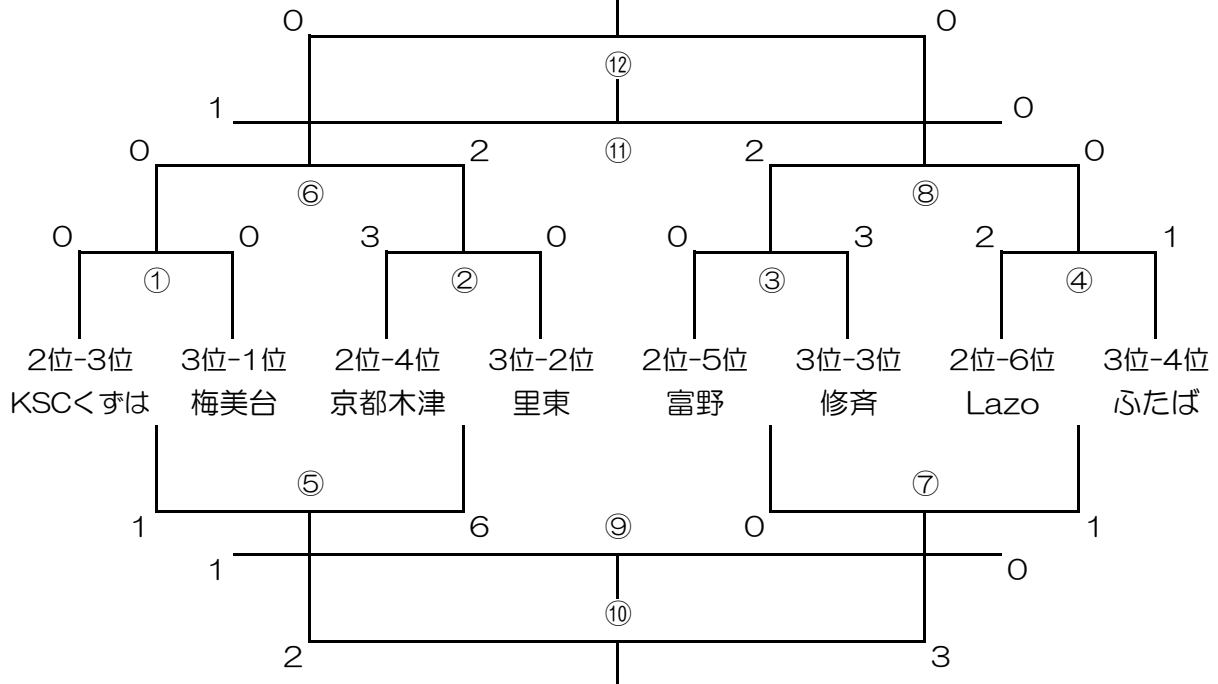 0 0
⑫
1 0
0 2 ⑪ 2 0
⑥ ⑧
0 0 3 0 0 3 2 1
① ② ③ ④
2位-3位 3位-1位 2位-4位 3位-2位 2位-5位 3位-3位 2位-6位 3位-4位
KSCくずは 梅美台 京都木津 里東 富野 修斉 Lazo ふたば
⑤ ⑦
1 6 ⑨ 0 1
1 0
⑩
2 3